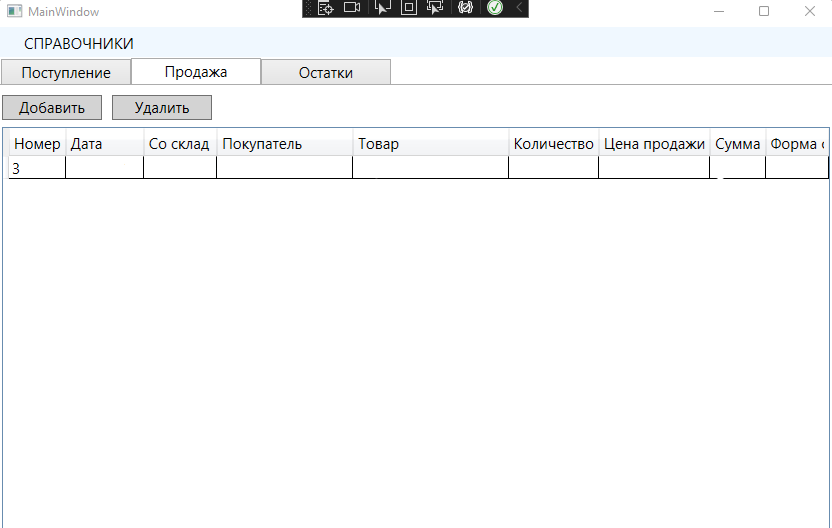 MainWindow
СПРАВОЧНИКИ
Поступление Продажа Остатки
Добавить Удалить
Номер Дата Со склад Покупатель Товар Количество Цена продажи Сумма Форма о
3